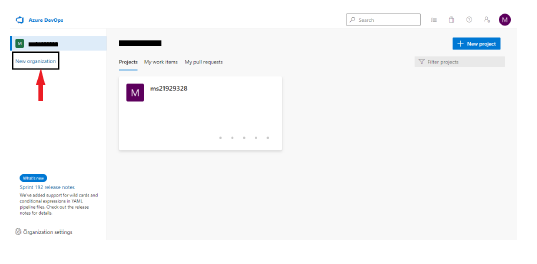 Azure DevOps
Search
M
M
New organization
+ New project
Projects My work items My pull requests
Filter projects
M
ms21929328
What's new
Sprint 192 release notes
We've added support for wild cards and
conditional expressions in YAML
pipeline files. Check out the release
notes for details.
Organization settings